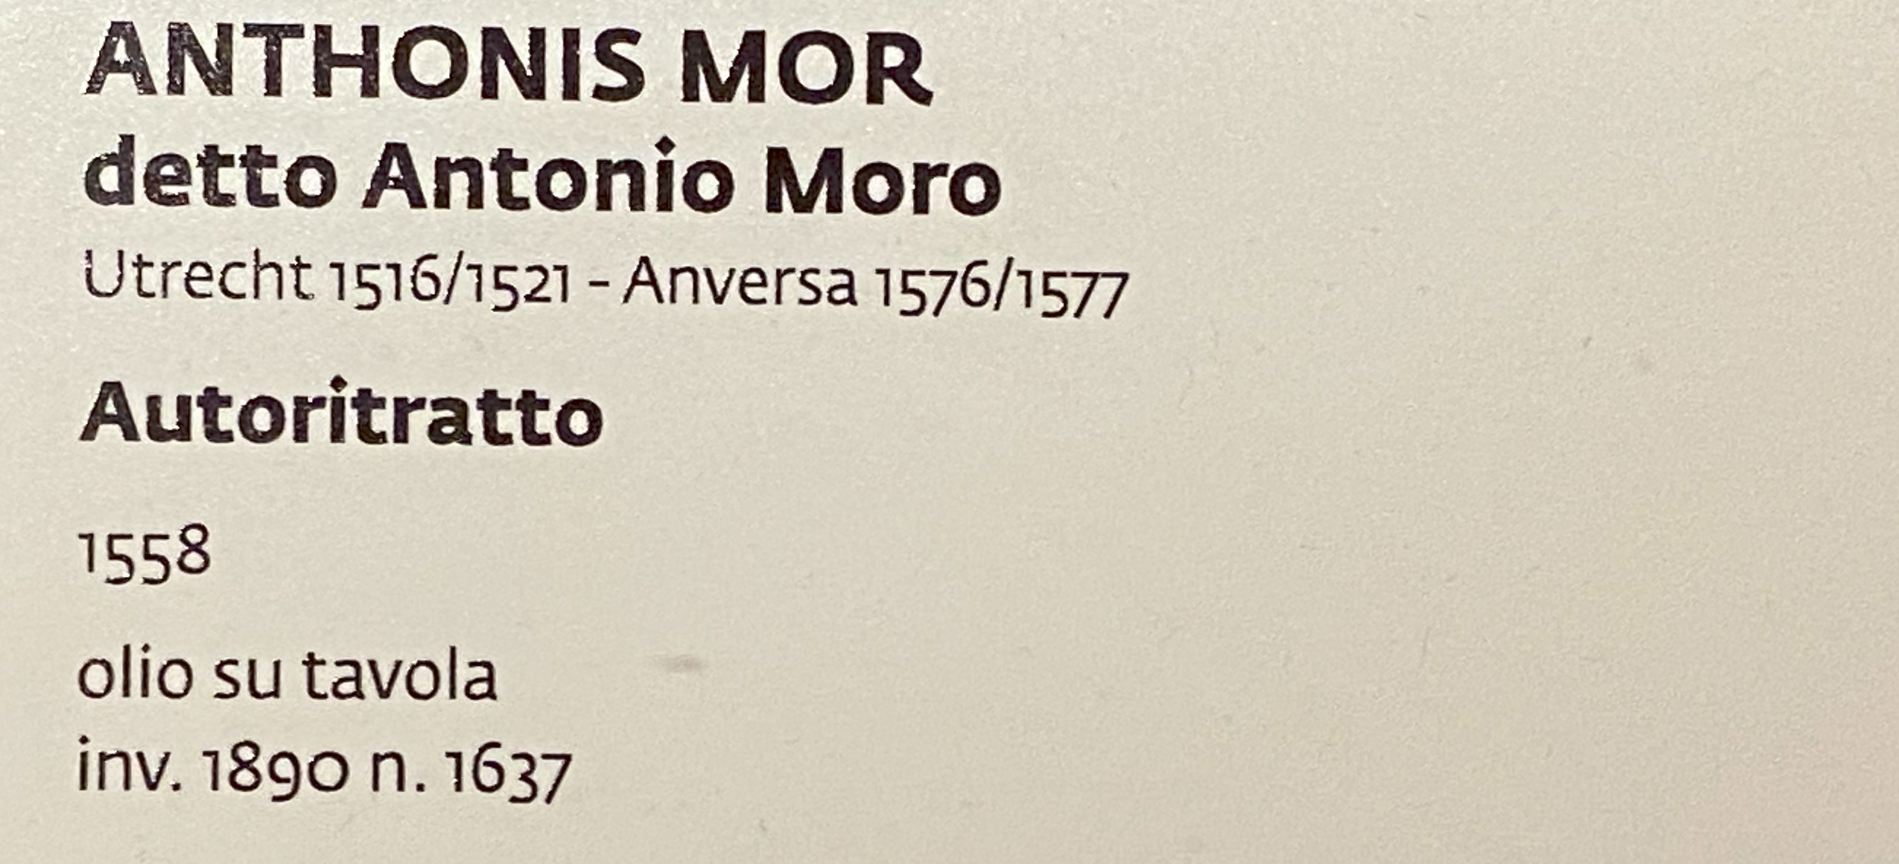 ANTHONIS MOR
detto Antonio Moro
Utrecht 1516/1521 - Anversa 1576/1577
Autoritratto
1558
olio su tavola
inv. 1890 n. 1637